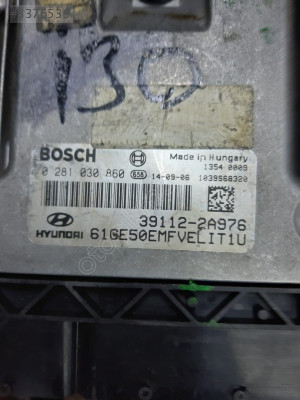 i30
BOSCH
Made in Hungary
1354 0009
0 281 030 860 656 14-09-06 1039S68320
39112-2A976
HYUNDAI 61GE50EMFVELIT1U